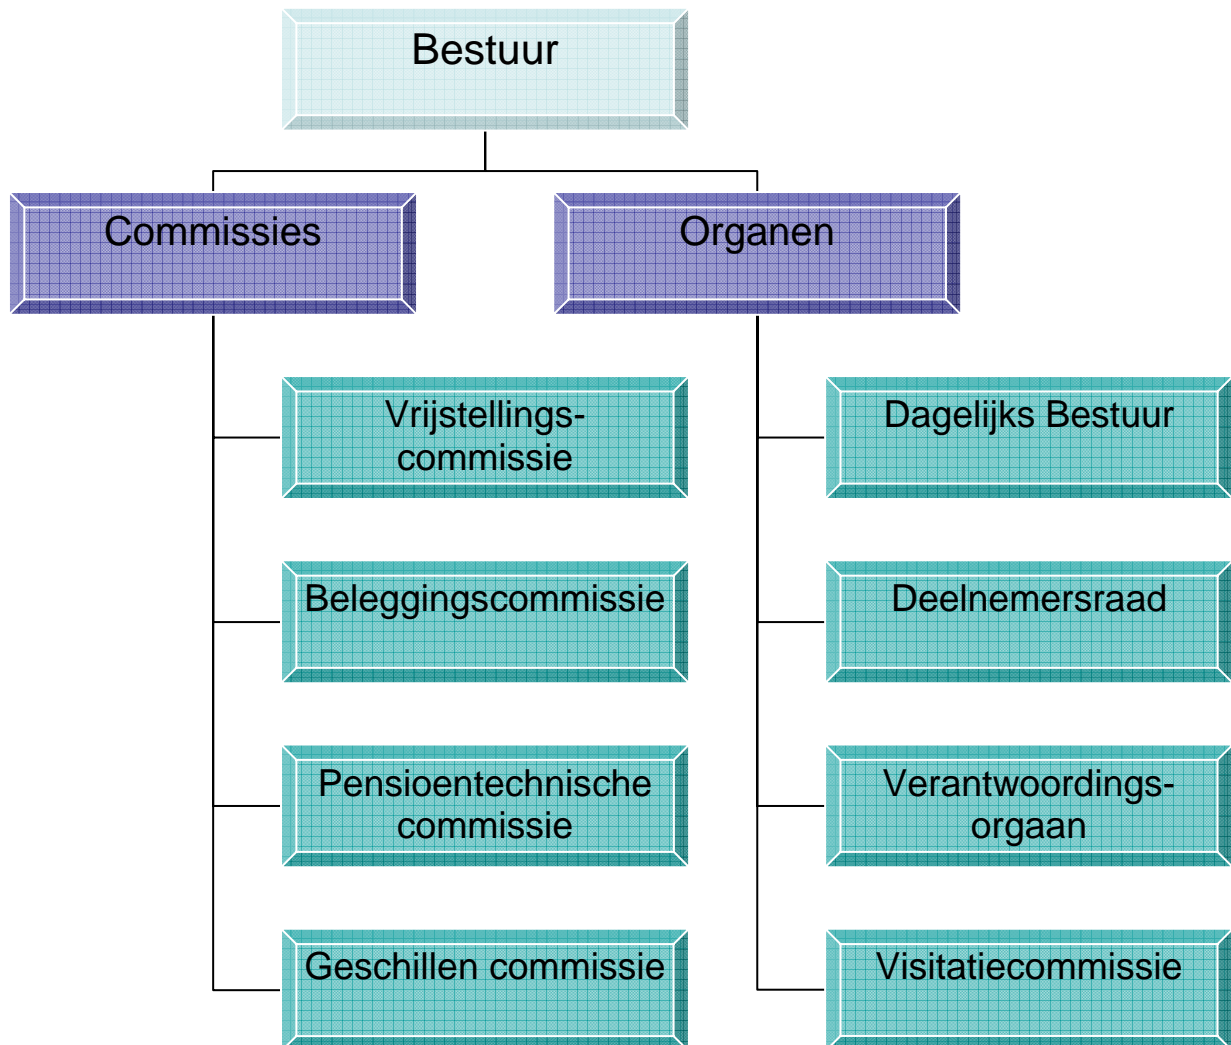 Bestuur
Commissies
Organen
Vrijstellings-
commissie
Dagelijks Bestuur
Beleggingscommissie
Deelnemersraad
Pensioentechnische
commissie
Verantwoordings-
orgaan
Geschillen commissie
Visitatiecommissie